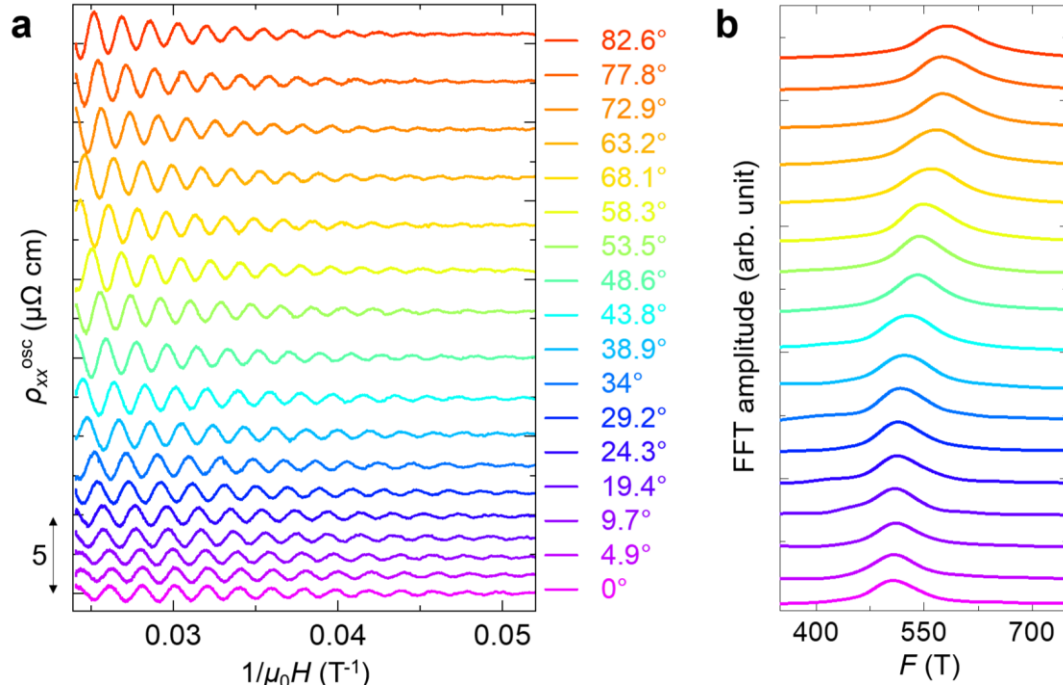 a
82.6°
77.8°
72.9°
63.2°
68.1°
58.3°
53.5°
48.6°
43.8°
38.9°
34°
29.2°
24.3°
19.4°
9.7°
4.9°
0°
ρxx^osc (μΩ cm)
5
0.03 0.04 0.05
1/μ₀H (T⁻¹)
b
FFT amplitude (arb. unit)
400 550 700
F (T)